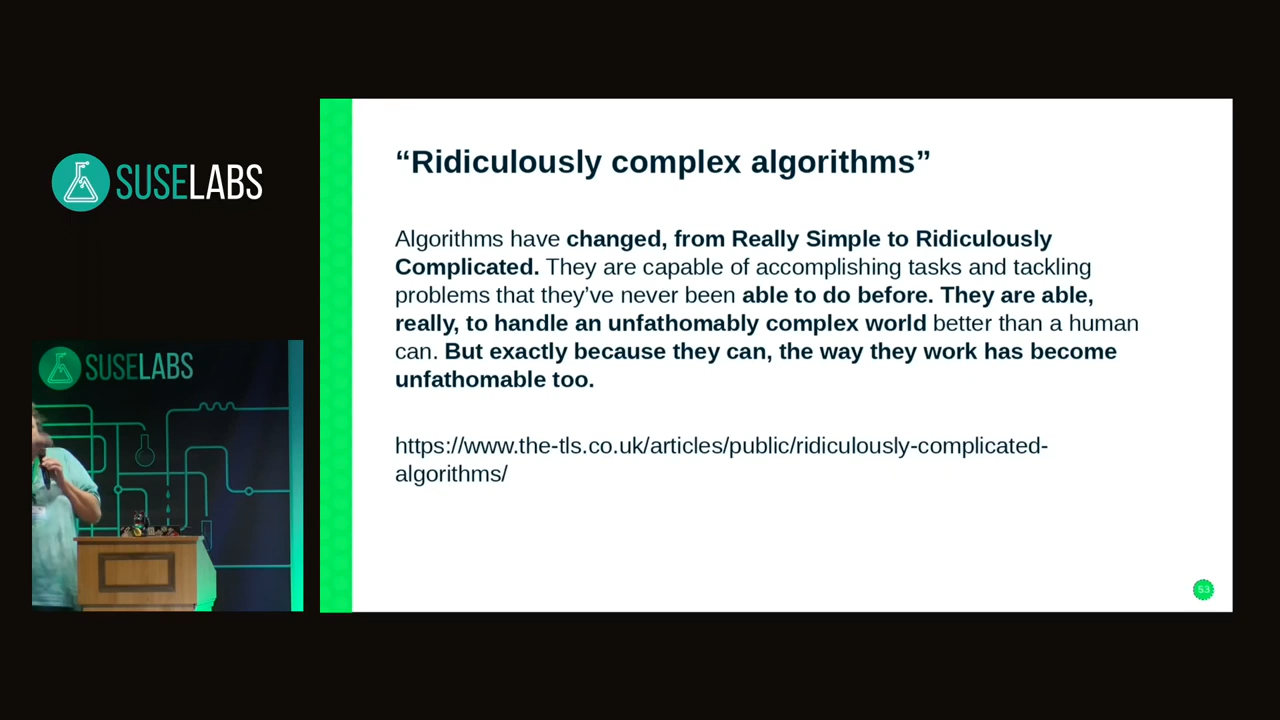 SUSELABS
SUSELABS
“Ridiculously complex algorithms”
Algorithms have changed, from Really Simple to Ridiculously
Complicated. They are capable of accomplishing tasks and tackling
problems that they’ve never been able to do before. They are able,
really, to handle an unfathomably complex world better than a human
can. But exactly because they can, the way they work has become
unfathomable too.
https://www.the-tls.co.uk/articles/public/ridiculously-complicated-
algorithms/
53